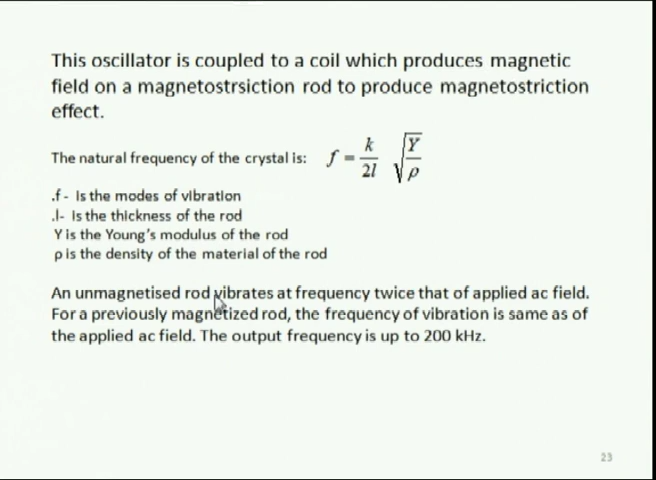 This oscillator is coupled to a coil which produces magnetic
field on a magnetostrsiction rod to produce magnetostriction
effect.
The natural frequency of the crystal is: f = k/2l √Y/ρ
.f - Is the modes of vibration
.l- Is the thickness of the rod
Y is the Young's modulus of the rod
ρ is the density of the material of the rod
An unmagnetised rod vibrates at frequency twice that of applied ac field.
For a previously magnetized rod, the frequency of vibration is same as of
the applied ac field. The output frequency is up to 200 kHz.
23